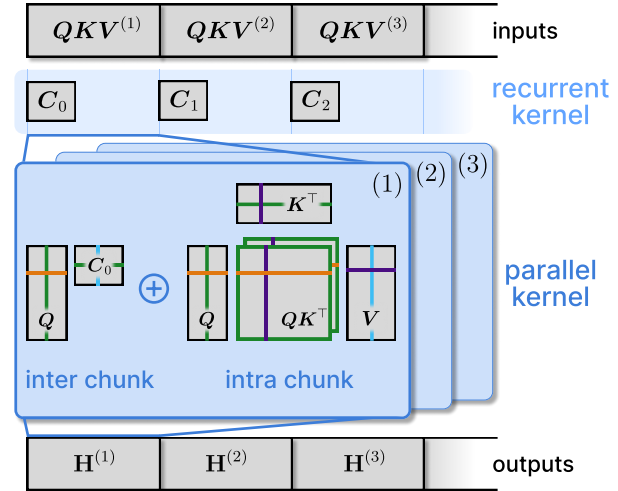 QKV⁽¹⁾ QKV⁽²⁾ QKV⁽³⁾ inputs
C₀ C₁ C₂ recurrent
kernel
(1) (2) (3)
K⊤
C₀
Q Q QK⊤ V
parallel
kernel
inter chunk intra chunk
H⁽¹⁾ H⁽²⁾ H⁽³⁾ outputs